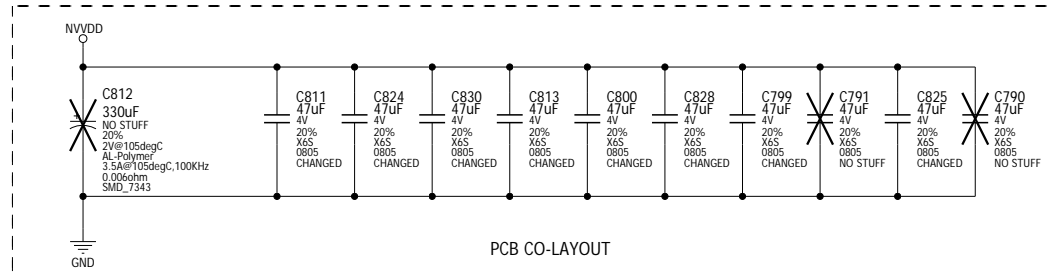 NVVDD
C812
330uF
NO STUFF
20%
2V@105degC
AL-Polymer
3.5A@105degC,100KHz
0.006ohm
SMD_7343
+
C811
47uF
4V
20%
X6S
0805
CHANGED
C824
47uF
4V
20%
X6S
0805
CHANGED
C830
47uF
4V
20%
X6S
0805
CHANGED
C813
47uF
4V
20%
X6S
0805
CHANGED
C800
47uF
4V
20%
X6S
0805
CHANGED
C828
47uF
4V
20%
X6S
0805
CHANGED
C799
47uF
4V
20%
X6S
0805
CHANGED
C791
47uF
4V
20%
X6S
0805
NO STUFF
C825
47uF
4V
20%
X6S
0805
CHANGED
C790
47uF
4V
20%
X6S
0805
NO STUFF
GND
PCB CO-LAYOUT